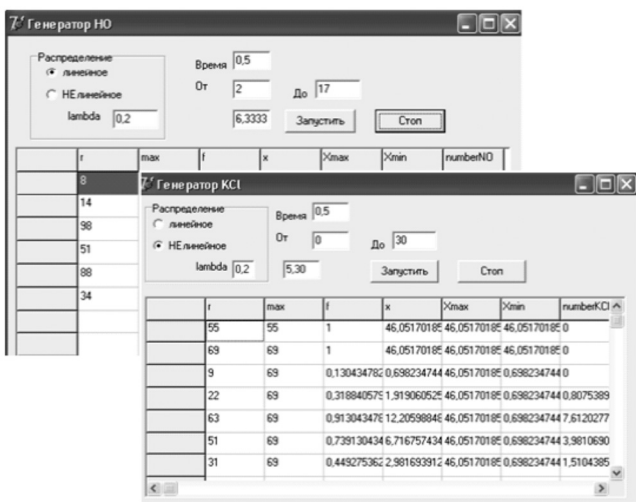 Генератор НО
Распределение
линейное
НЕлинейное
lambda 0,2
Время 0,5
От 2 До 17
6,3333 Запустить Стоп
r max f x Xmax Xmin numberNO
8
14
98
51
88
34
Генератор KCl
Распределение
линейное
НЕлинейное
lambda 0,2
Время 0,5
От 0 До 30
5,30 Запустить Стоп
r max f x Xmax Xmin numberKCl
55 55 1 46,05170185 46,05170185 46,05170185 0
69 69 1 46,05170185 46,05170185 46,05170185 0
9 69 0,130434782 0,698234744 46,05170185 0,698234744 0
22 69 0,318840579 1,919060525 46,05170185 0,698234744 0,8075389
63 69 0,913043478 12,20598848 46,05170185 0,698234744 7,6120277
51 69 0,739130434 6,716757434 46,05170185 0,698234744 3,9810690
31 69 0,449275362 2,981693912 46,05170185 0,698234744 1,5104385